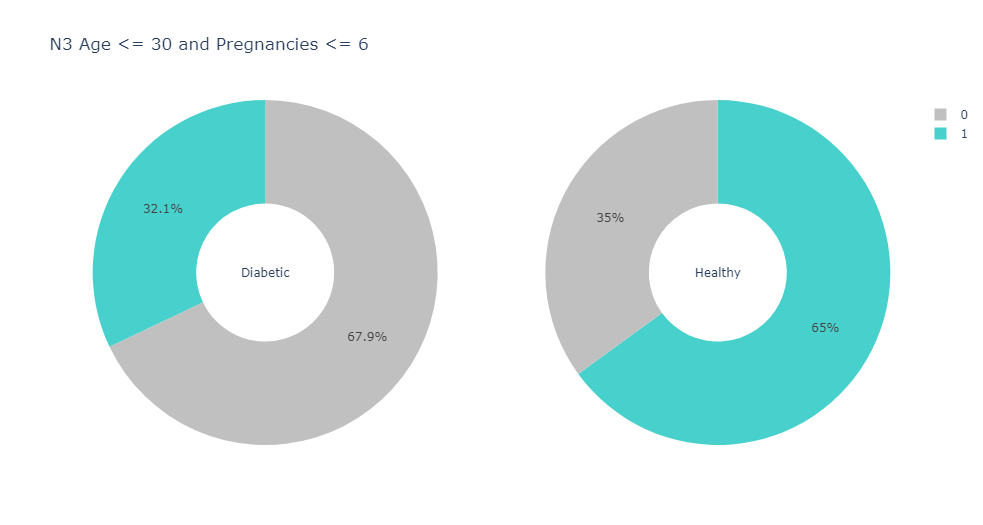 N3 Age <= 30 and Pregnancies <= 6
0
1
32.1%
35%
Diabetic
Healthy
65%
67.9%